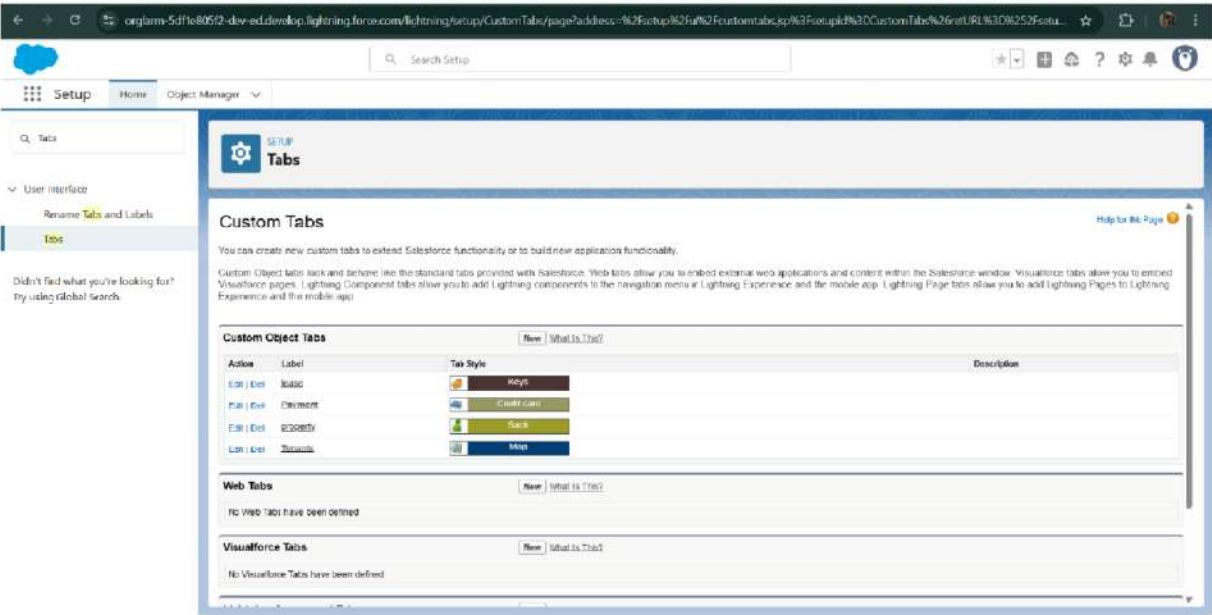 orgfarm-5df1e805f2-dev-ed.develop.lightning.force.com/lightning/setup/CustomTabs/page?address=%2Fsetup%2Fui%2Fcustomtabs.jsp%3Fsetupid%3DCustomTabs%26retURL%3D%252Fsetu...
Search Setup
Setup
Home
Object Manager
Tabs
User Interface
Rename Tabs and Labels
Tabs
Didn't find what you're looking for?
Try using Global Search.
SETUP
Tabs
Custom Tabs
Help for this Page
You can create new custom tabs to extend Salesforce functionality or to build new application functionality.
Custom Object tabs look and behave like the standard tabs provided with Salesforce. Web tabs allow you to embed external web applications and content within the Salesforce window. Visualforce tabs allow you to embed
Visualforce pages. Lightning Component tabs allow you to add Lightning components to the navigation menu in Lightning Experience and the mobile app. Lightning Page tabs allow you to add Lightning Pages to Lightning
Experience and the mobile app.
Custom Object Tabs New What Is This?
Action Label Tab Style Description
Edit | Del lease Keys
Edit | Del Payment Credit card
Edit | Del property Sack
Edit | Del Tenants Map
Web Tabs New What Is This?
No Web Tabs have been defined
Visualforce Tabs New What Is This?
No Visualforce Tabs have been defined